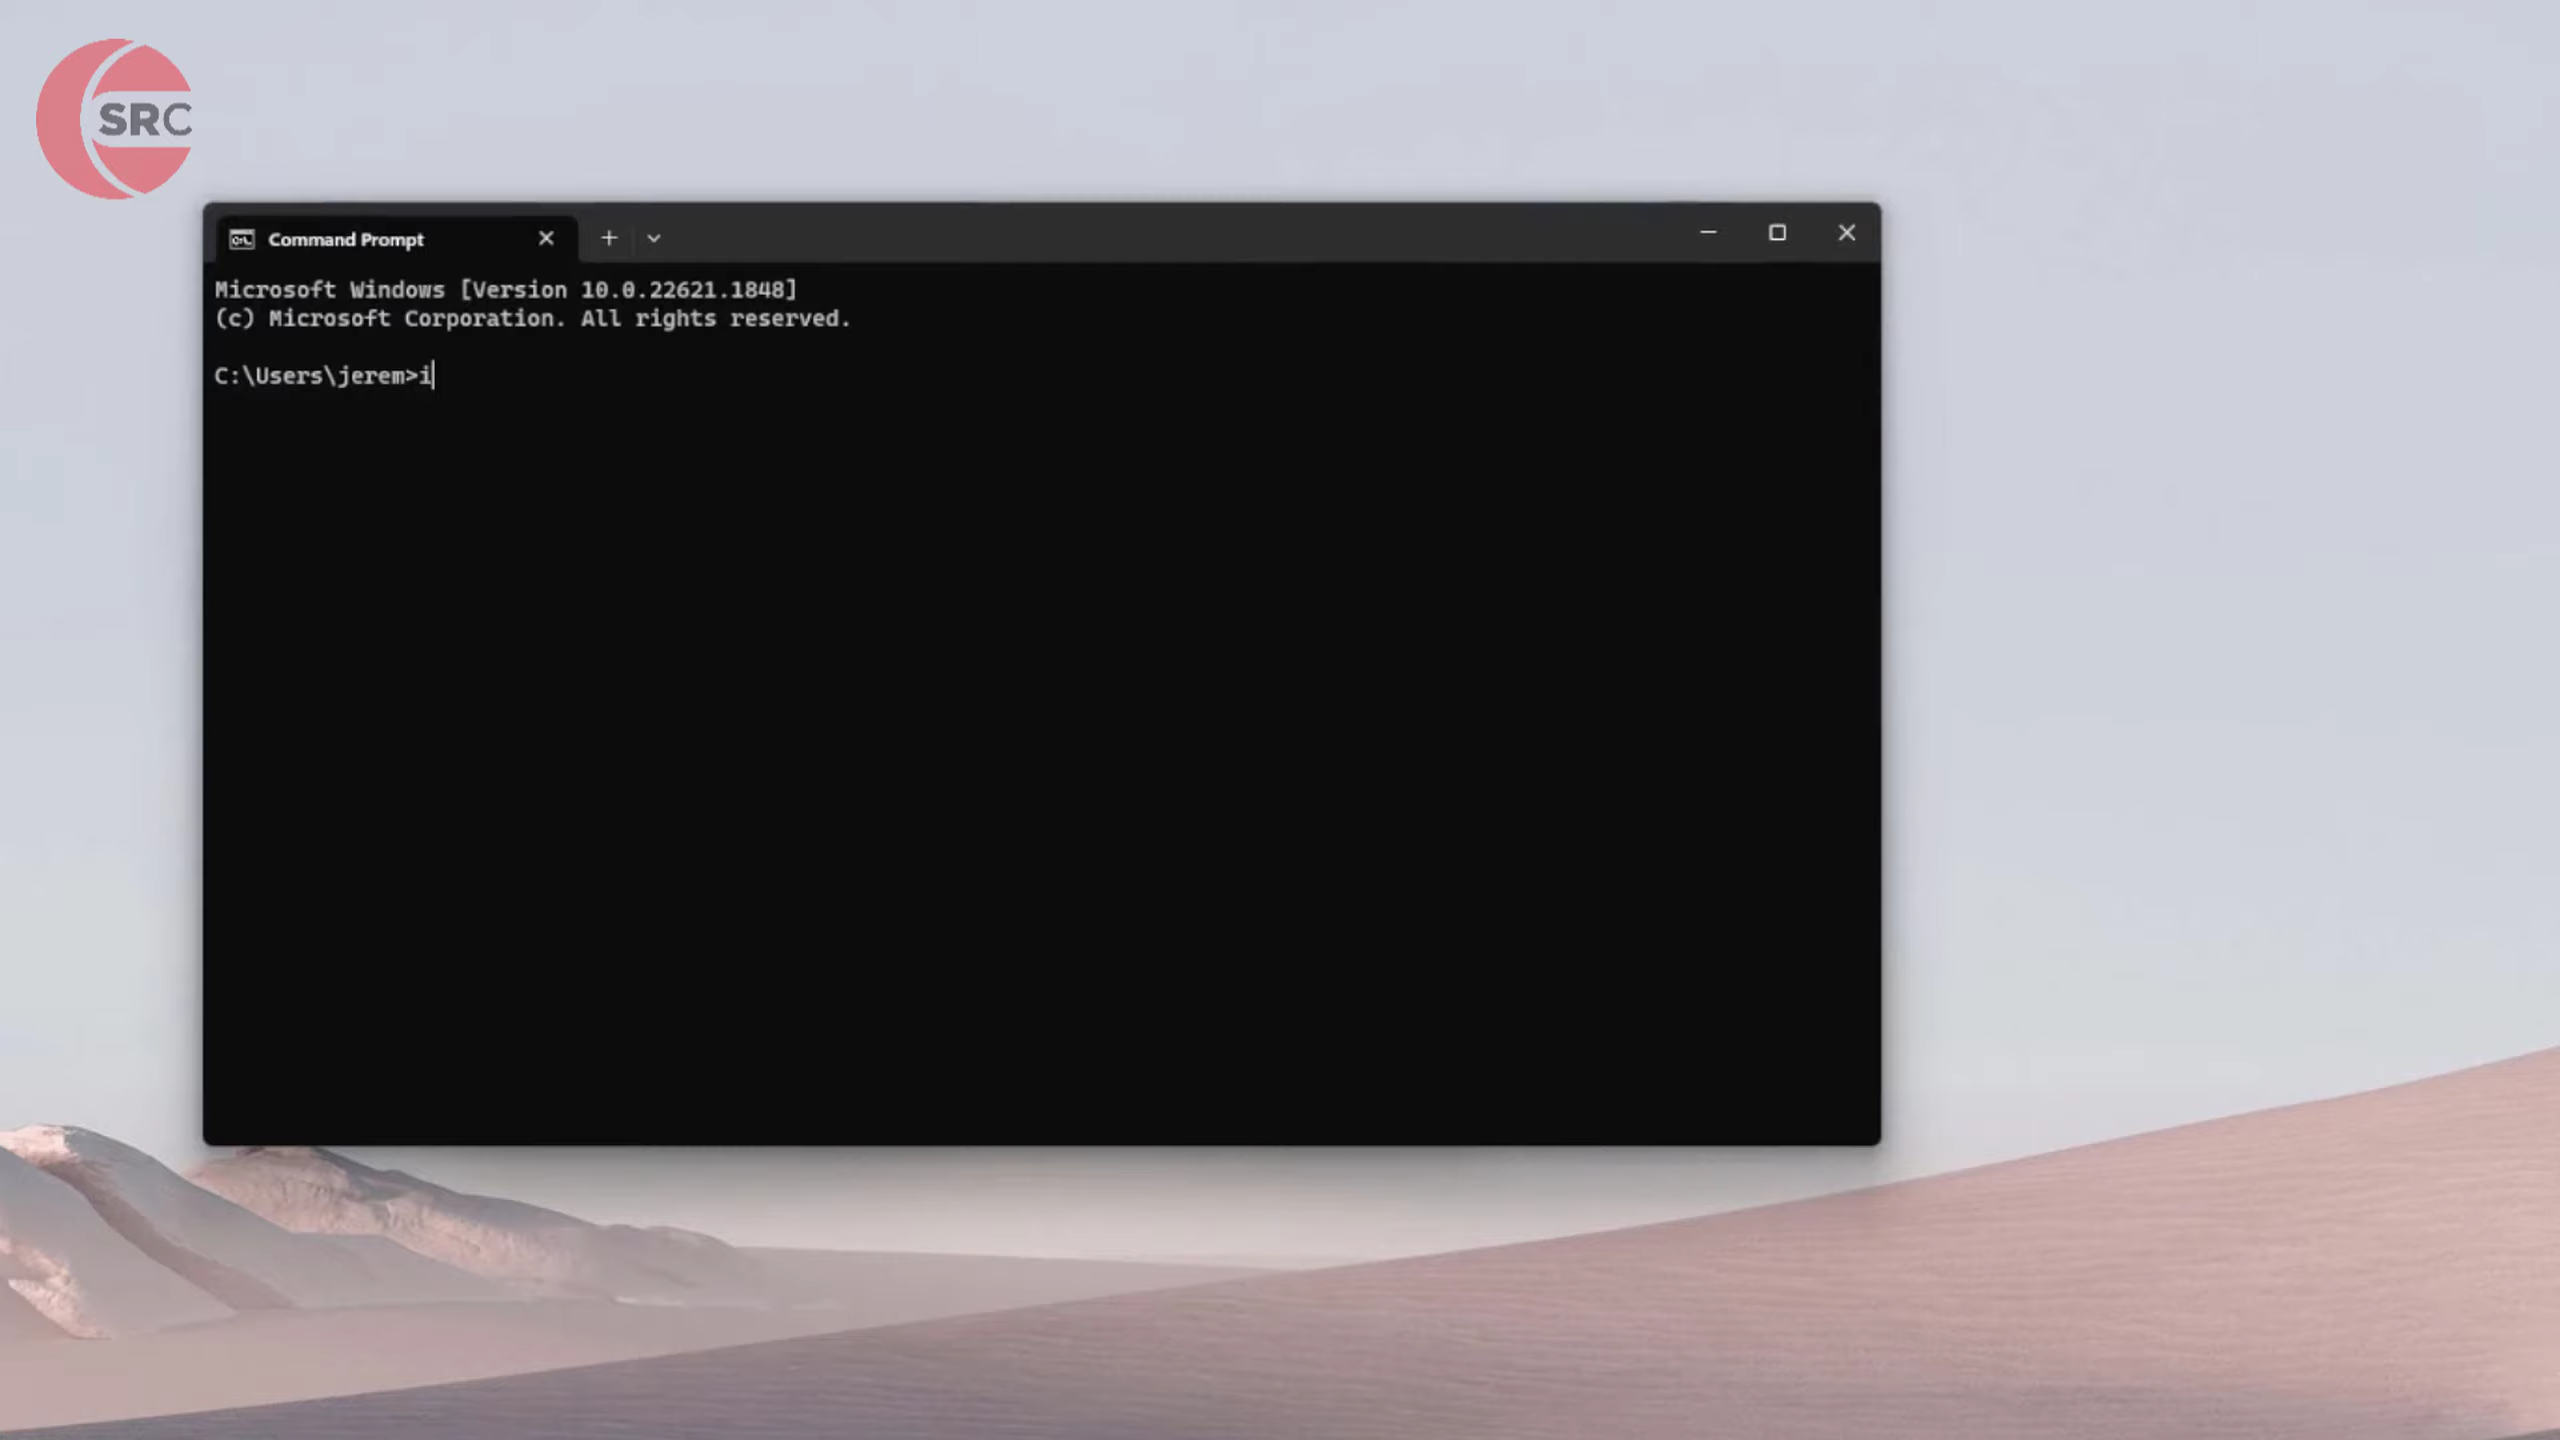 SRC
Command Prompt
Microsoft Windows [Version 10.0.22621.1848]
(c) Microsoft Corporation. All rights reserved.
C:\Users\jerem>i